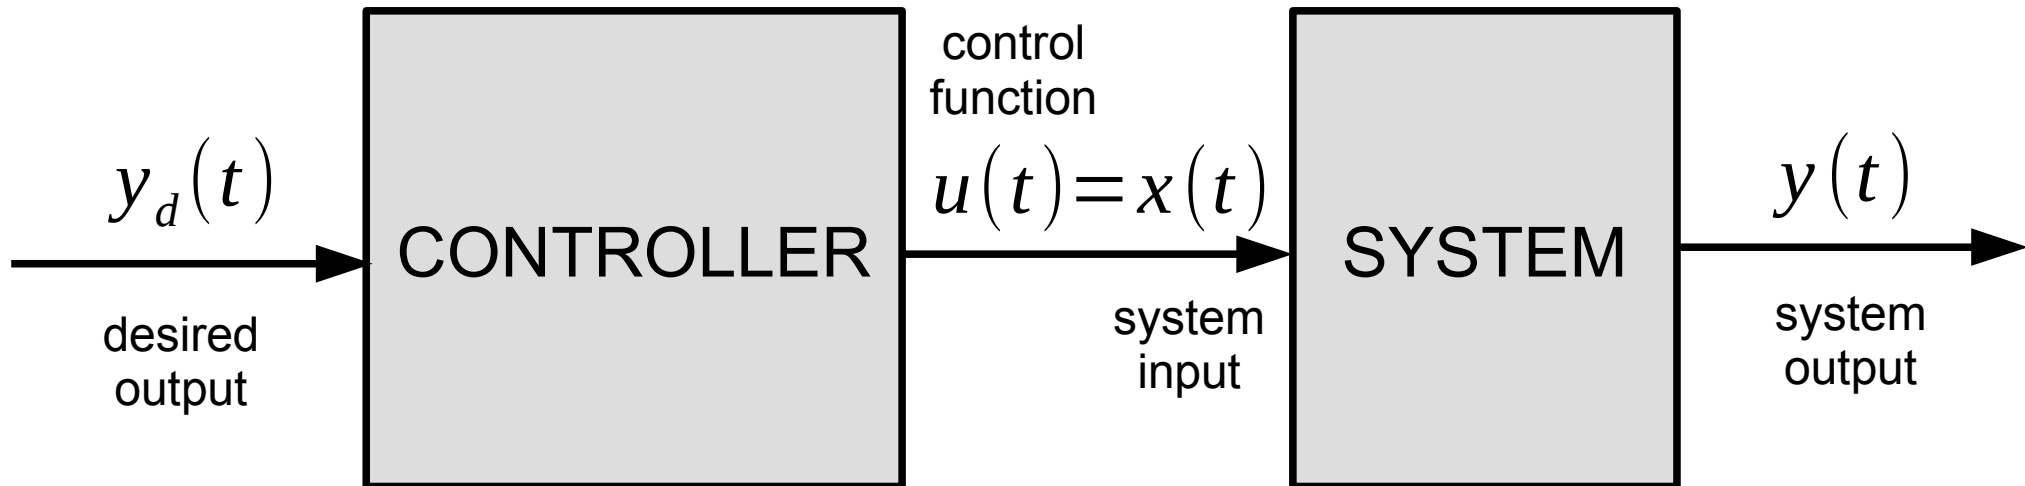 y_d(t)
desired
output
CONTROLLER
control
function
u(t)=x(t)
system
input
SYSTEM
y(t)
system
output